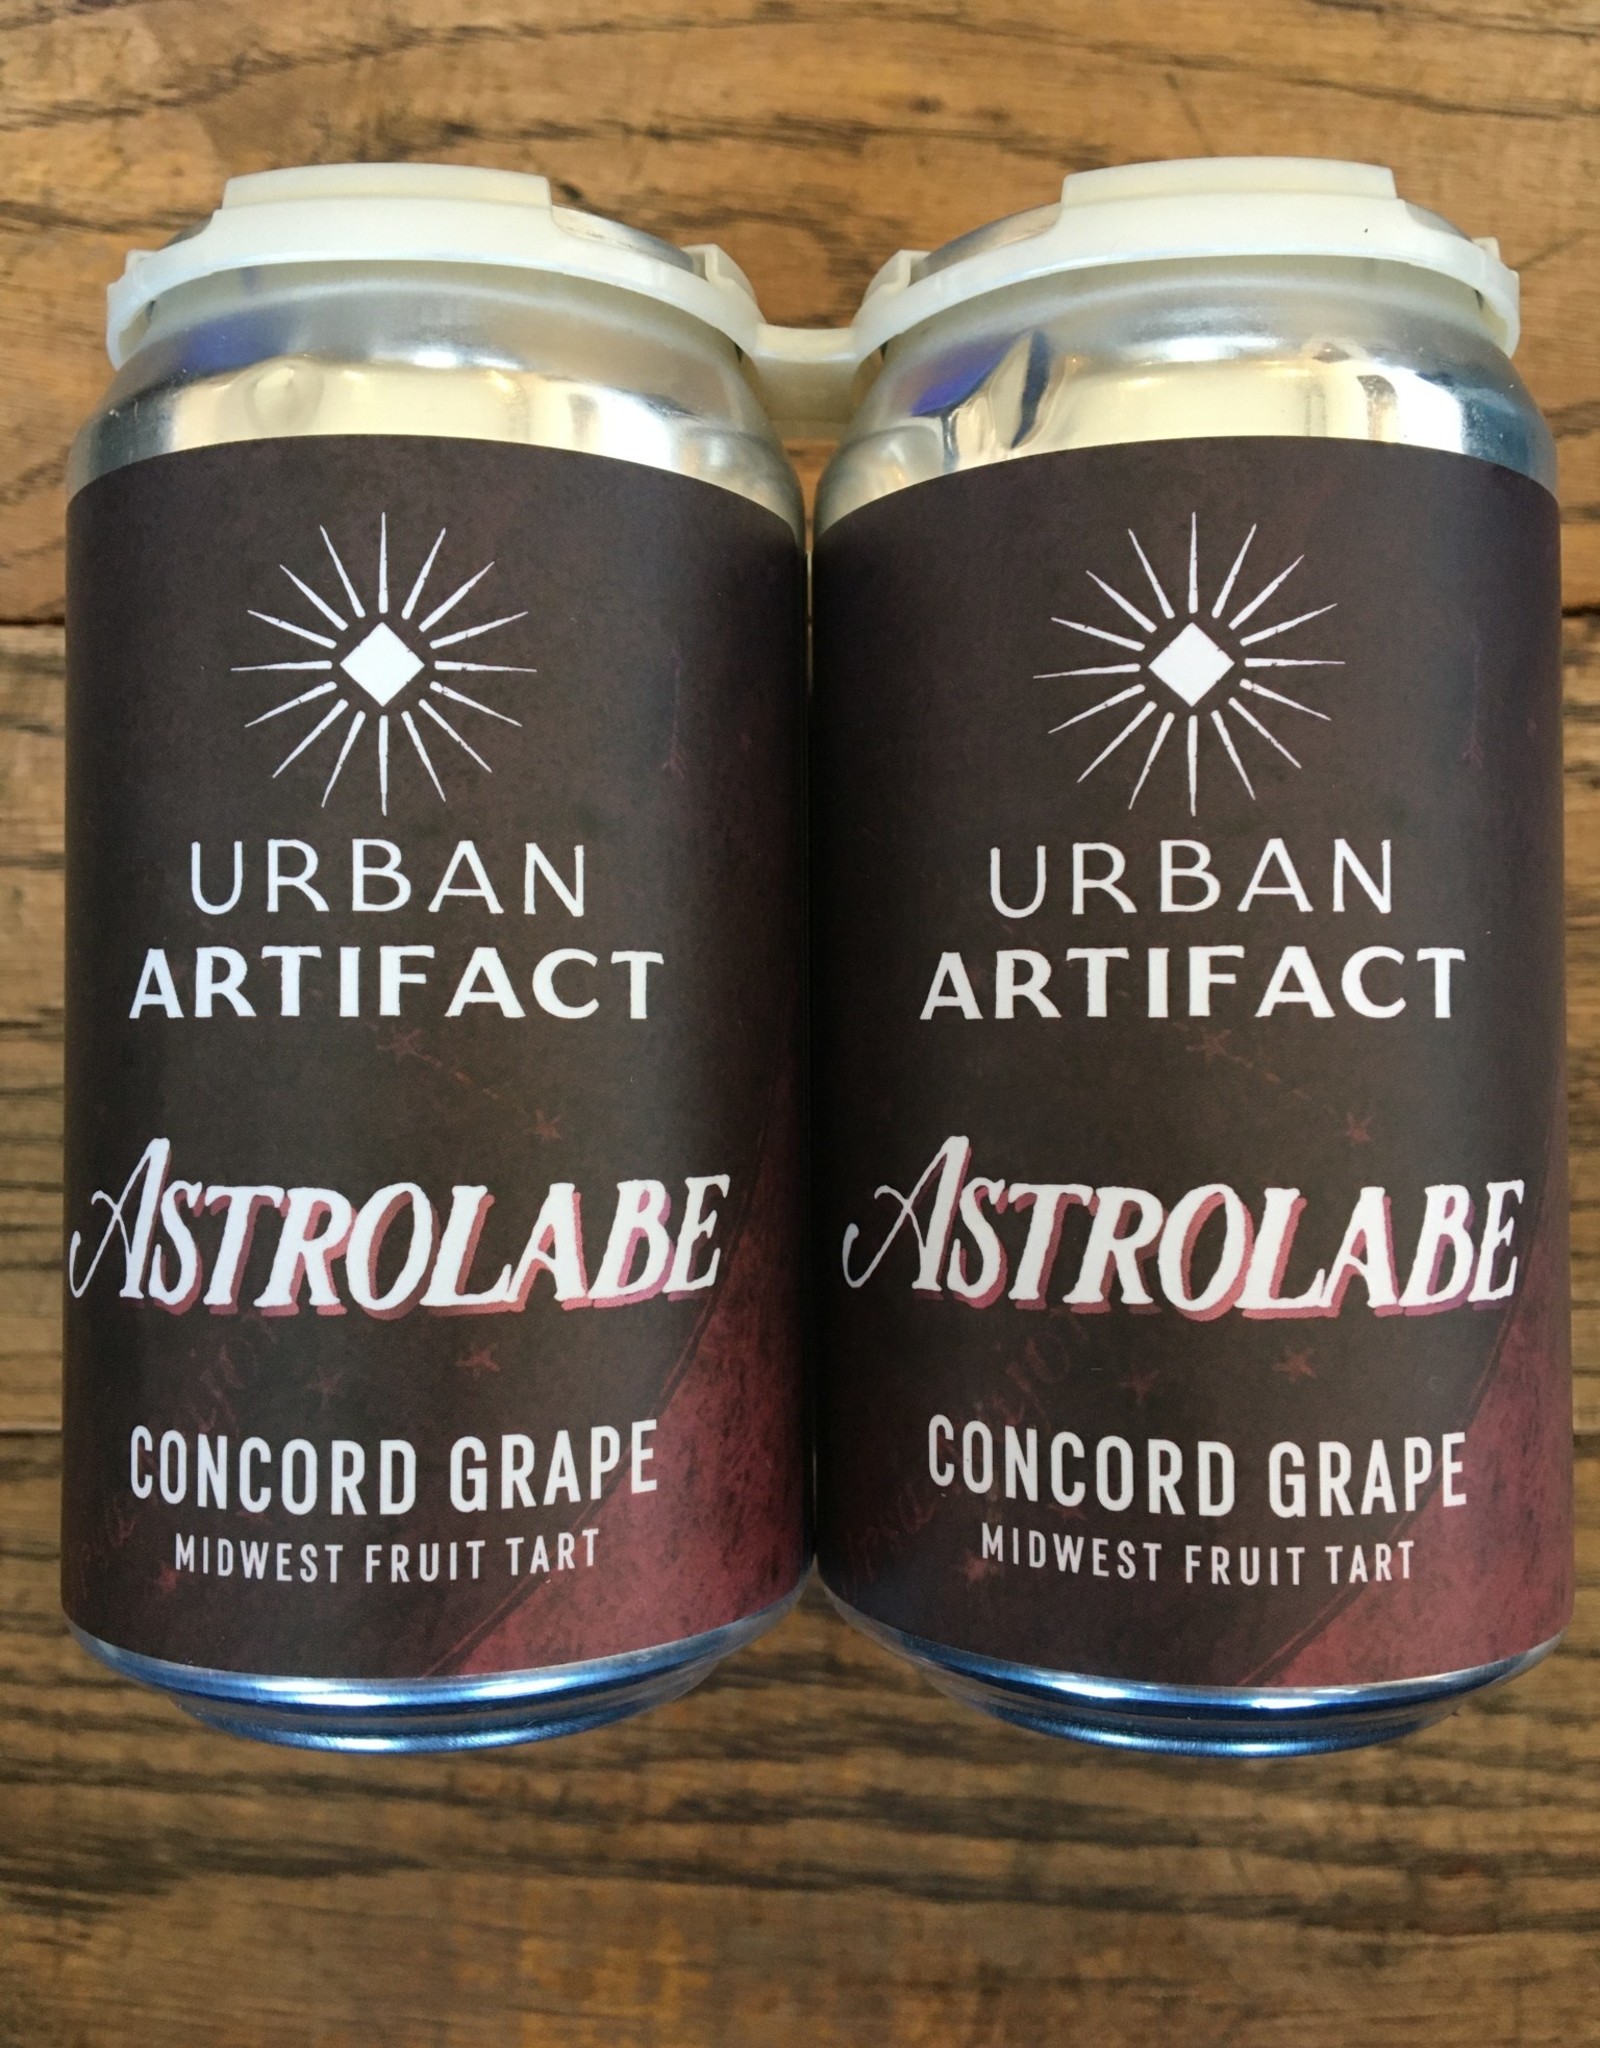 URBAN
ARTIFACT
ASTROLABE
CONCORD GRAPE
MIDWEST FRUIT TART
URBAN
ARTIFACT
ASTROLABE
CONCORD GRAPE
MIDWEST FRUIT TART